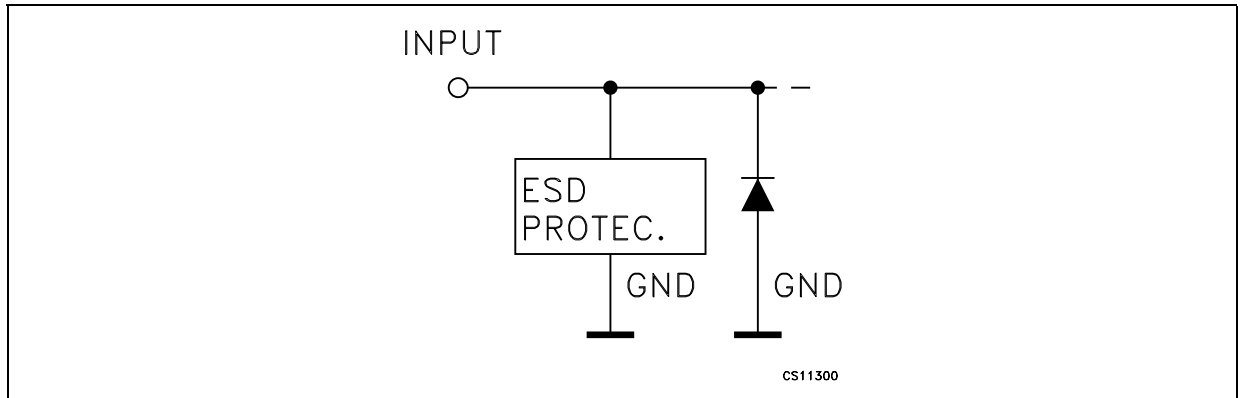 INPUT
ESD
PROTEC.
GND
GND
CS11300